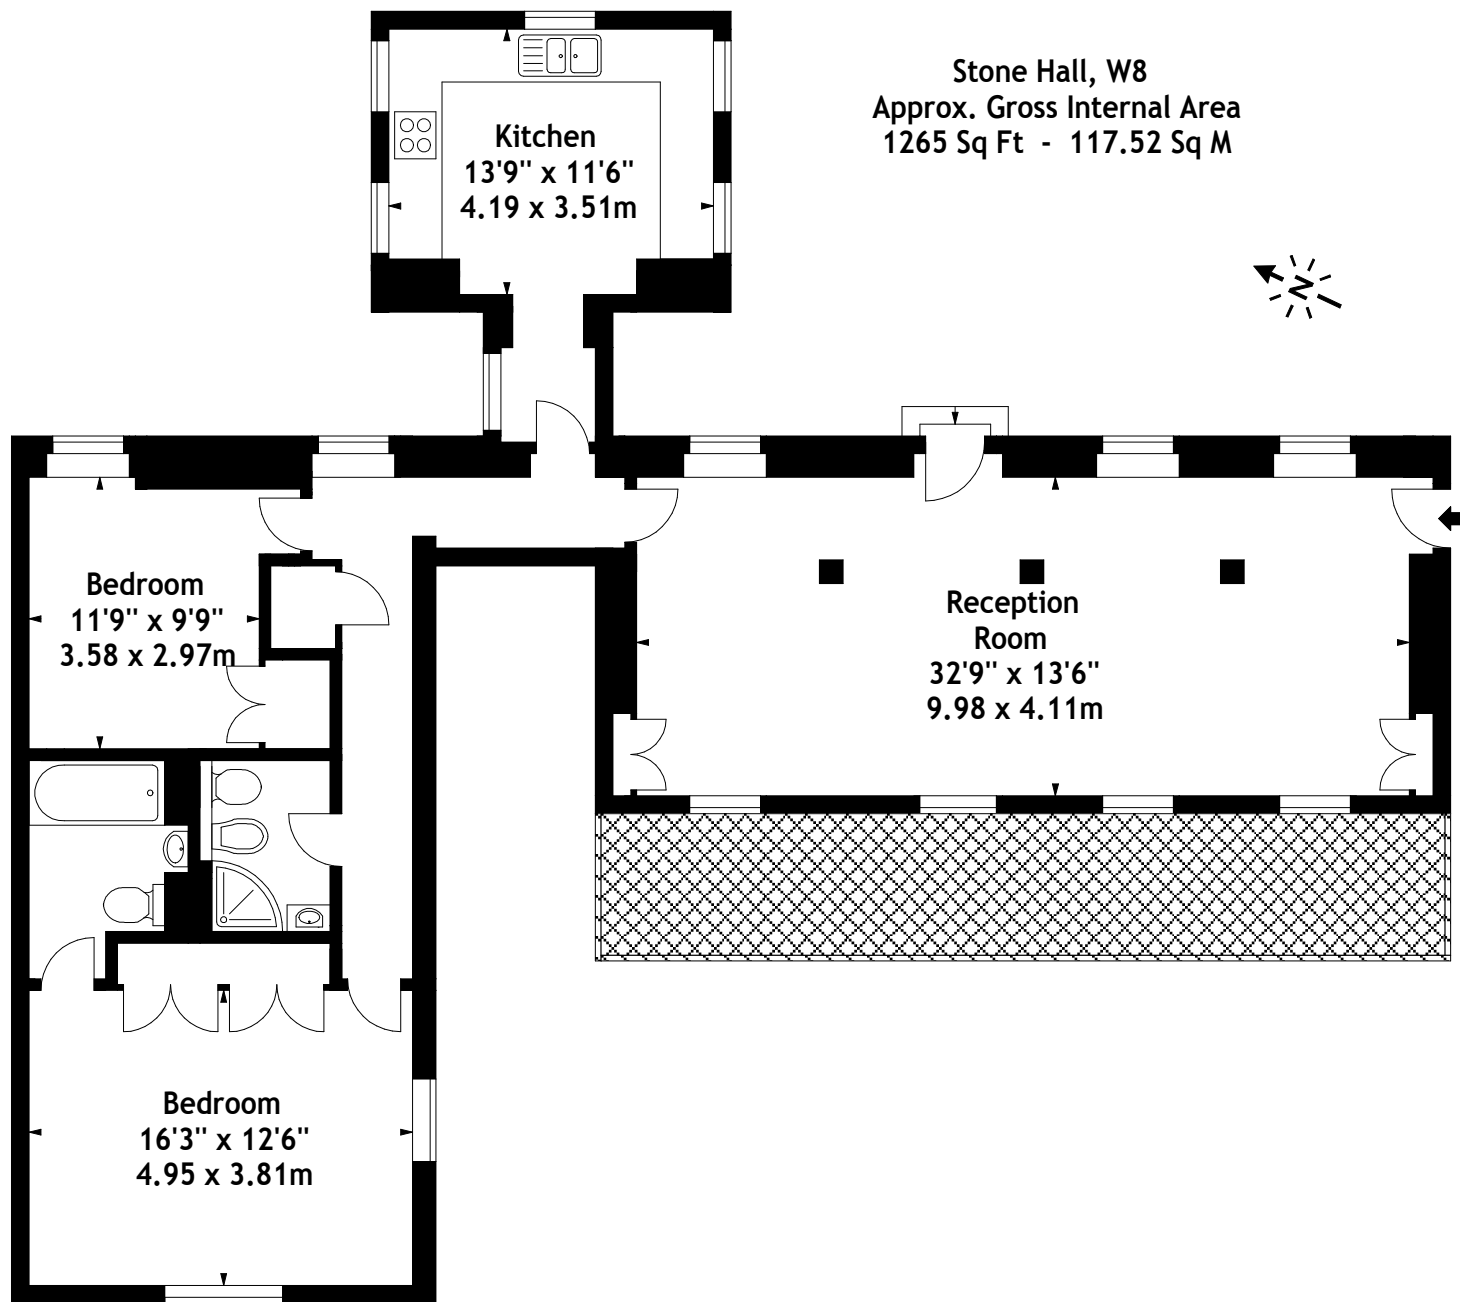 Stone Hall, W8
Approx. Gross Internal Area
1265 Sq Ft - 117.52 Sq M
Kitchen
13'9" x 11'6"
4.19 x 3.51m
N
Bedroom
11'9" x 9'9"
3.58 x 2.97m
Reception
Room
32'9" x 13'6"
9.98 x 4.11m
Bedroom
16'3" x 12'6"
4.95 x 3.81m